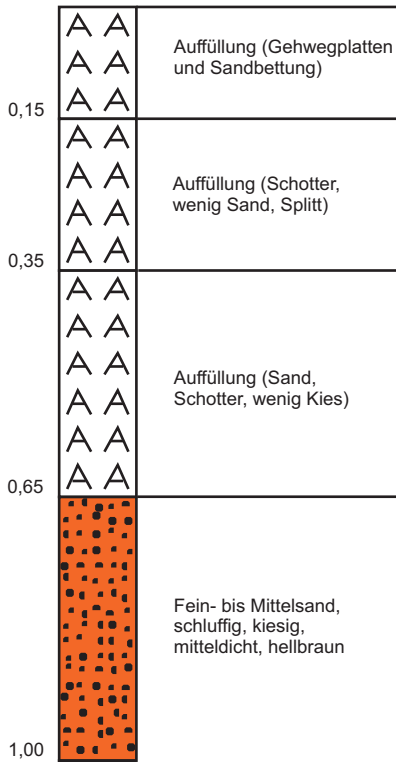 Auffüllung (Gehwegplatten
und Sandbettung)
0,15
Auffüllung (Schotter,
wenig Sand, Splitt)
0,35
Auffüllung (Sand,
Schotter, wenig Kies)
0,65
Fein- bis Mittelsand,
schluffig, kiesig,
mitteldicht, hellbraun
1,00
A A
A A
A A
A A
A A
A A
A A
A A
A A
A A
A A
A A
A A